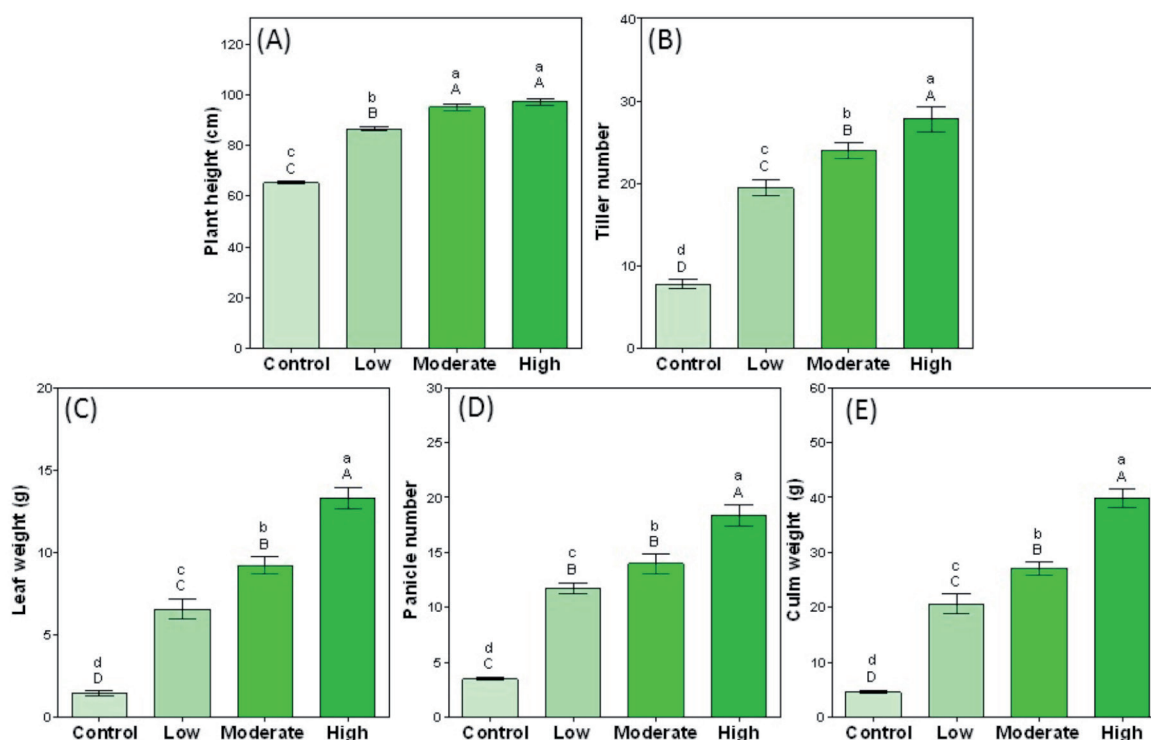 (A)
Plant height (cm)
120
100
80
60
40
20
0
c
C
b
B
a
A
a
A
Control Low Moderate High
(B)
Tiller number
40
30
20
10
0
d
D
c
C
b
B
a
A
Control Low Moderate High
(C)
Leaf weight (g)
20
15
10
5
0
d
D
c
C
b
B
a
A
Control Low Moderate High
(D)
Panicle number
30
25
20
15
10
5
0
d
C
c
B
b
B
a
A
Control Low Moderate High
(E)
Culm weight (g)
60
50
40
30
20
10
0
d
D
c
C
b
B
a
A
Control Low Moderate High